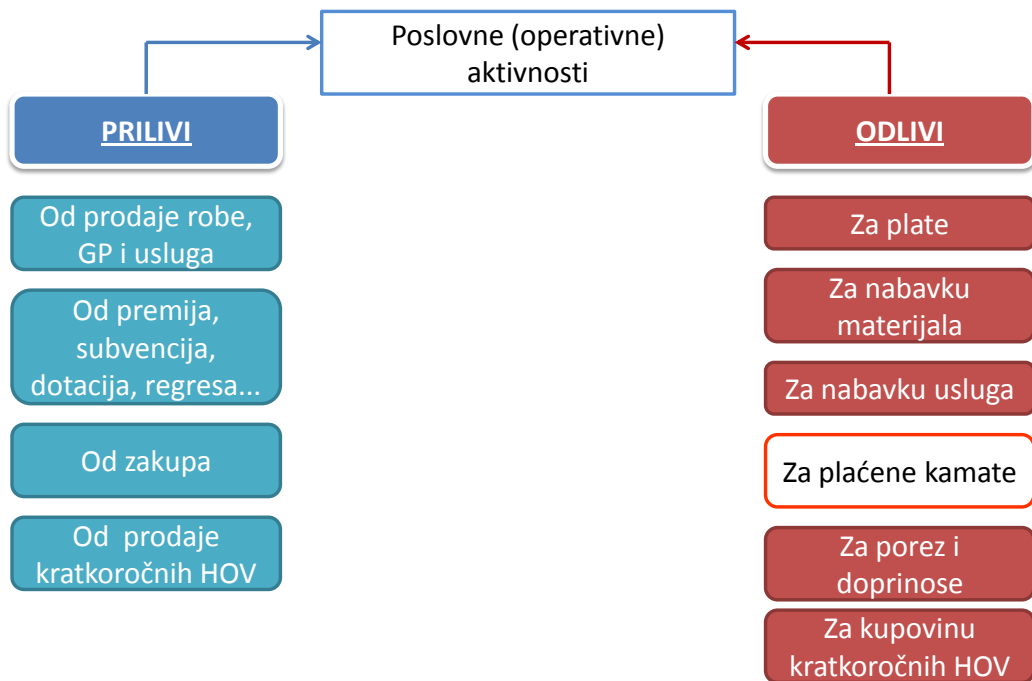 Poslovne (operativne)
aktivnosti
PRILIVI
Od prodaje robe,
GP i usluga
Od premija,
subvencija,
dotacija, regresa...
Od zakupa
Od prodaje
kratkoročnih HOV
ODLIVI
Za plate
Za nabavku
materijala
Za nabavku usluga
Za plaćene kamate
Za porez i
doprinose
Za kupovinu
kratkoročnih HOV